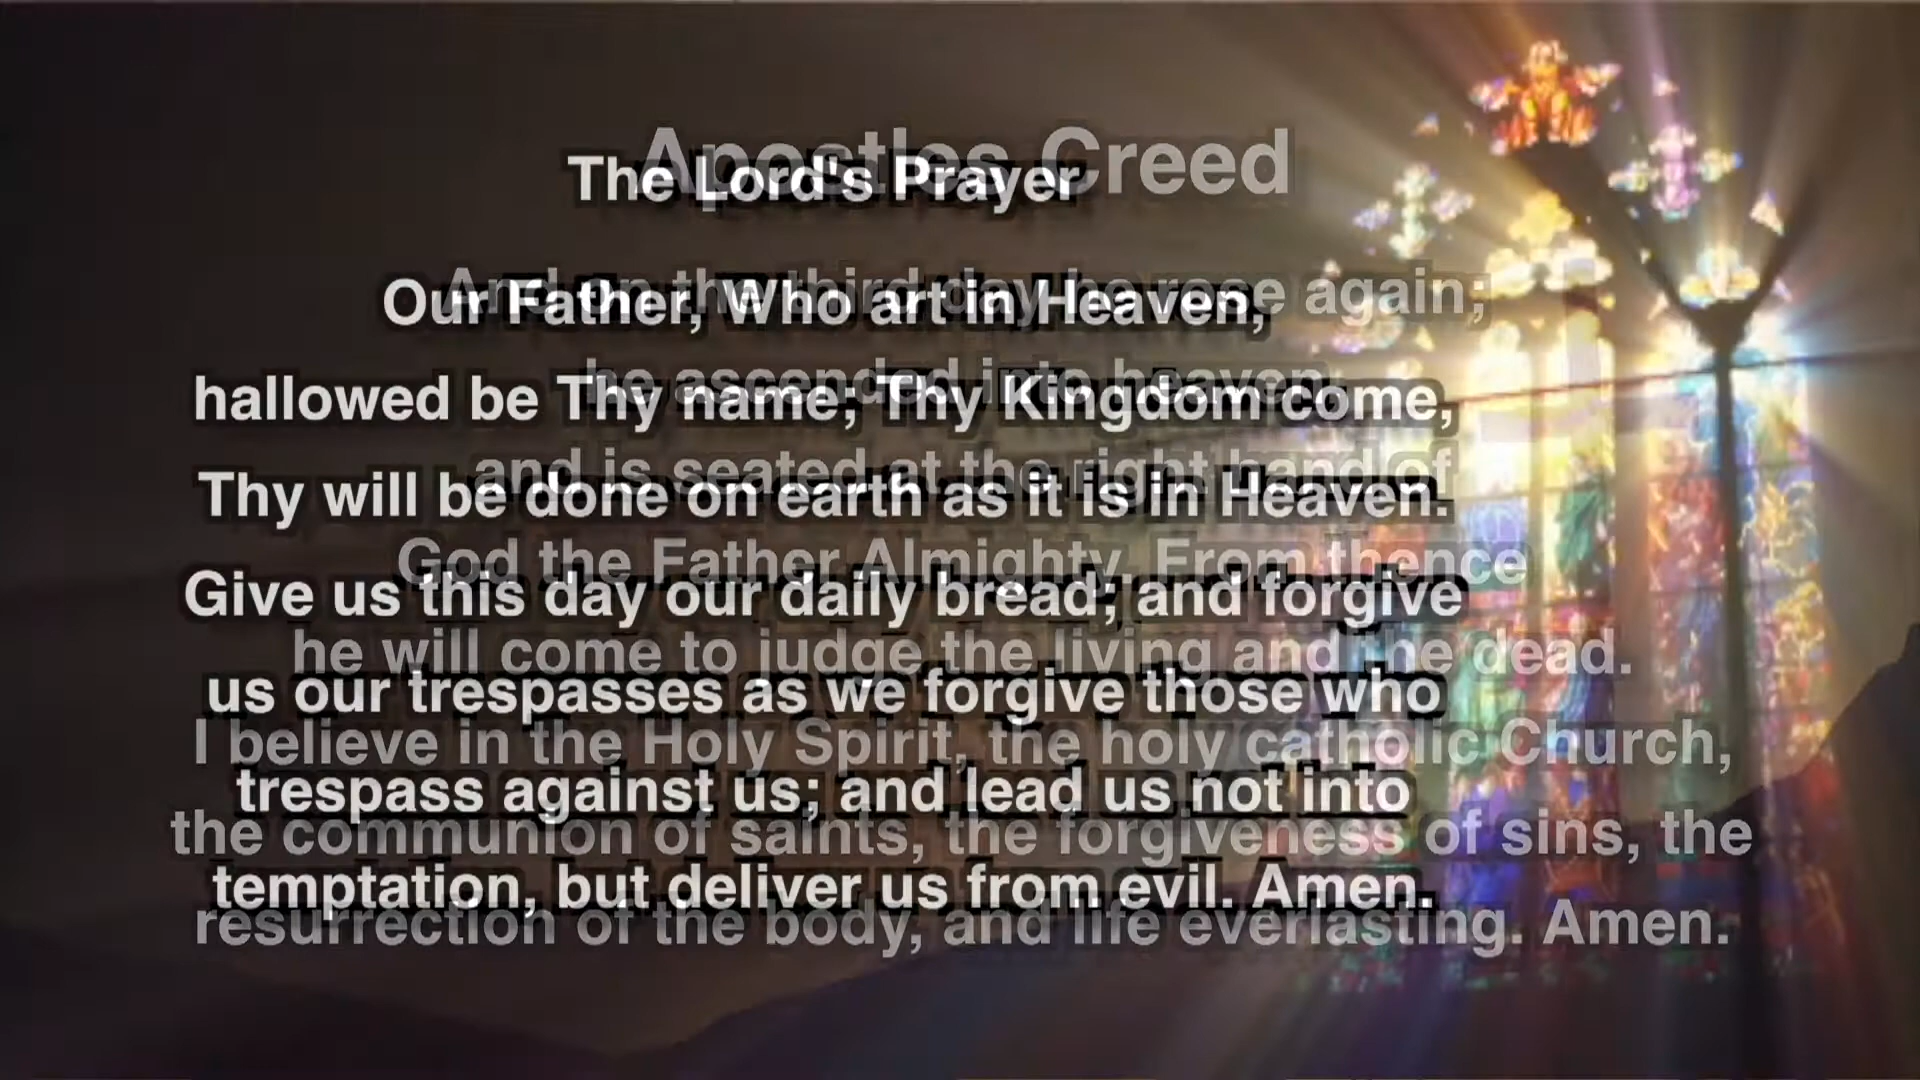 Apostles Creed
The Lord's Prayer
And on the third day he rose again;
Our Father, Who art in Heaven,
he ascended into heaven,
hallowed be Thy name; Thy Kingdom come,
and is seated at the right hand of
Thy will be done on earth as it is in Heaven.
God the Father Almighty. From thence
Give us this day our daily bread; and forgive
he will come to judge the living and the dead.
us our trespasses as we forgive those who
I believe in the Holy Spirit, the holy catholic Church,
trespass against us; and lead us not into
the communion of saints, the forgiveness of sins, the
temptation, but deliver us from evil. Amen.
resurrection of the body, and life everlasting. Amen.